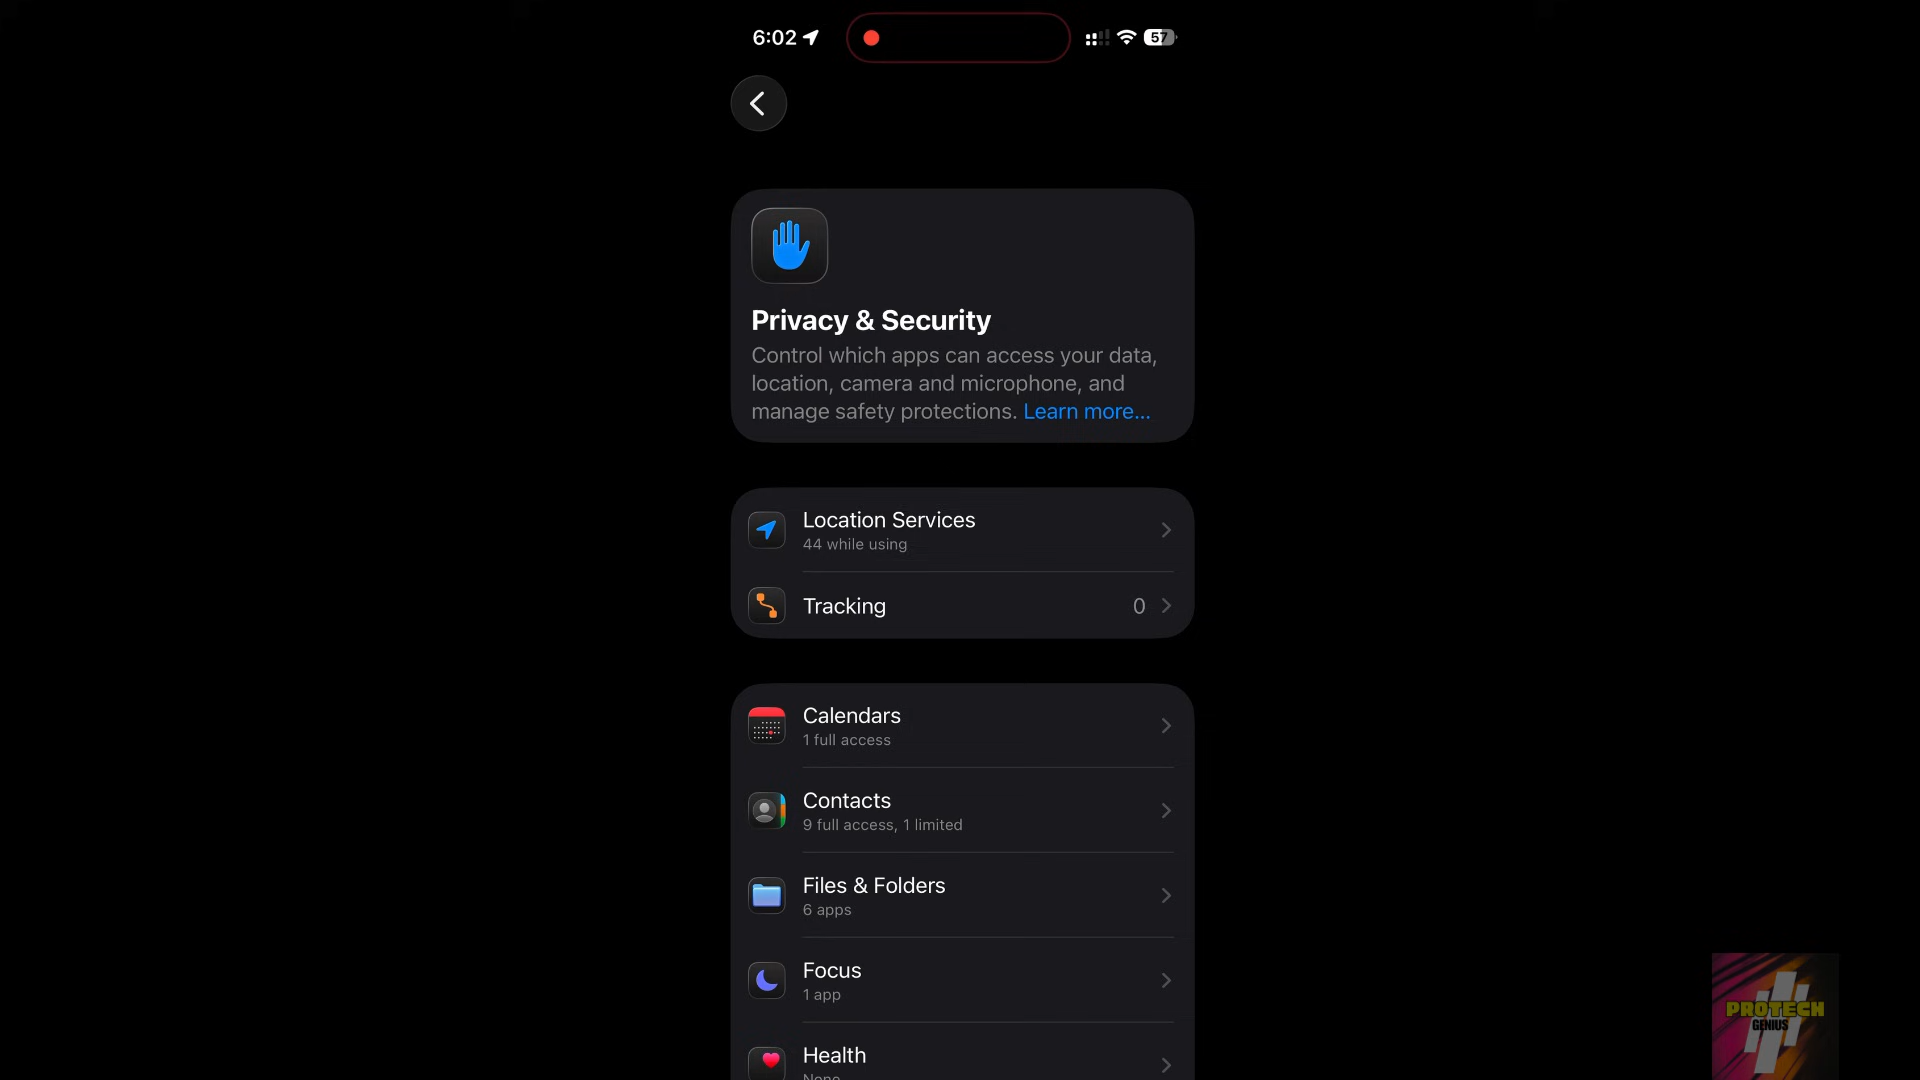 6:02
57
Privacy & Security
Control which apps can access your data,
location, camera and microphone, and
manage safety protections. Learn more...
Location Services
44 while using
Tracking
0
Calendars
1 full access
Contacts
9 full access, 1 limited
Files & Folders
6 apps
Focus
1 app
Health
None
PROTECH
GENIUS